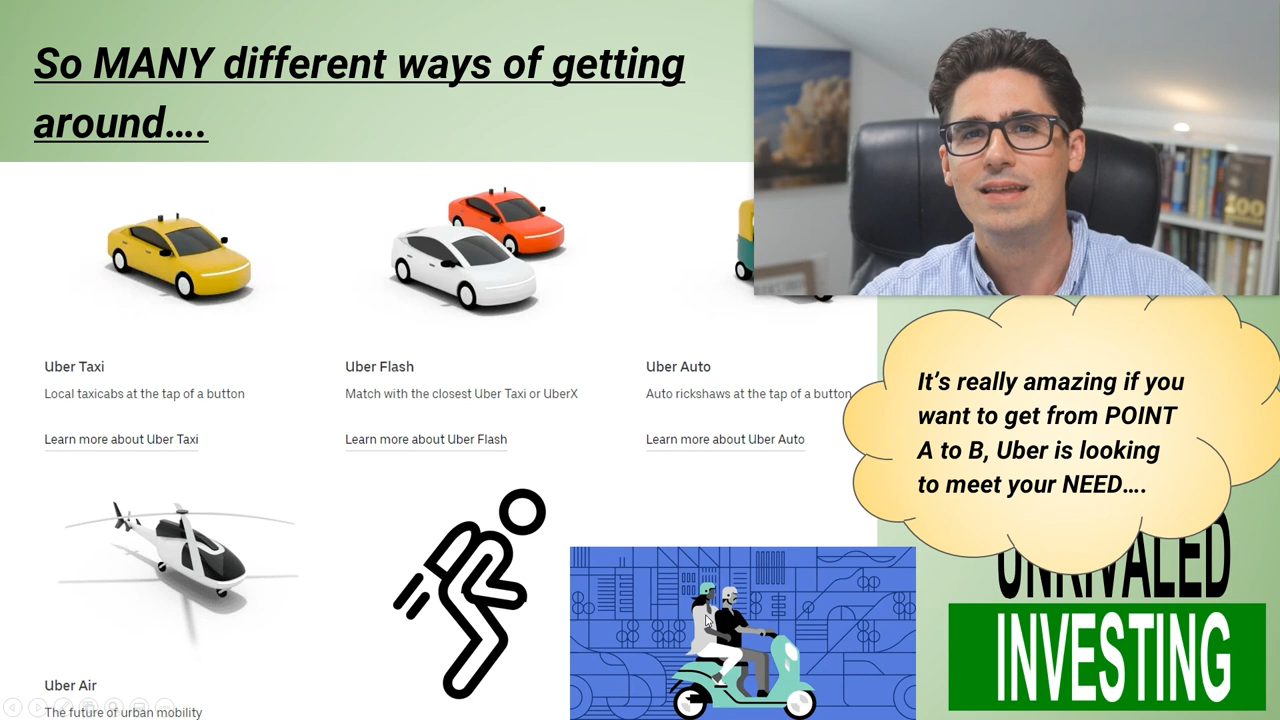 So MANY different ways of getting
around....
Uber Taxi
Local taxicabs at the tap of a button
Learn more about Uber Taxi
Uber Flash
Match with the closest Uber Taxi or UberX
Learn more about Uber Flash
Uber Auto
Auto rickshaws at the tap of a button
Learn more about Uber Auto
It's really amazing if you
want to get from POINT
A to B, Uber is looking
to meet your NEED....
Uber Air
The future of urban mobility
UNRIVALED
INVESTING
100